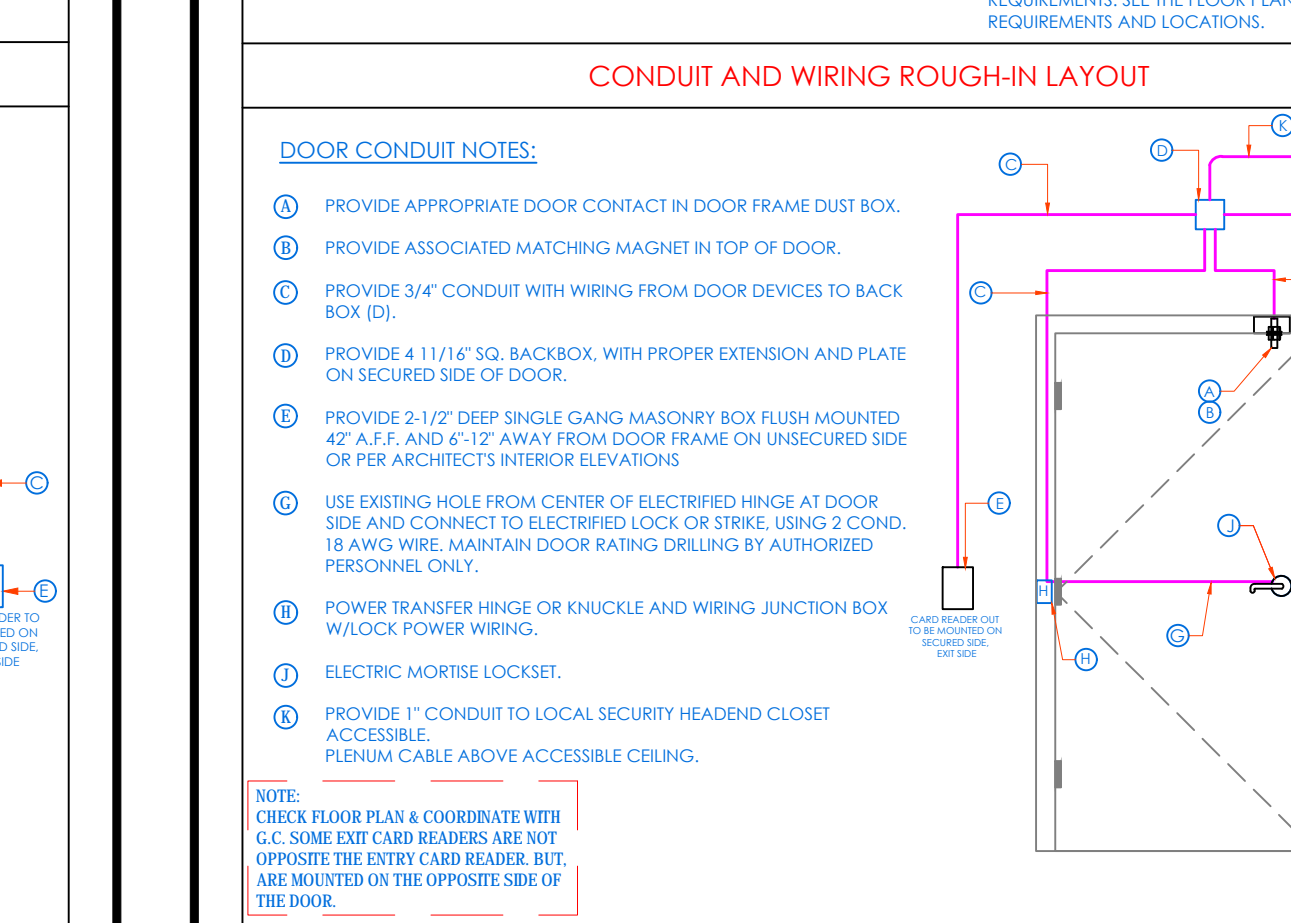 REQUIREMENTS AND LOCATIONS.
CONDUIT AND WIRING ROUGH-IN LAYOUT
DOOR CONDUIT NOTES:
A PROVIDE APPROPRIATE DOOR CONTACT IN DOOR FRAME DUST BOX.
B PROVIDE ASSOCIATED MATCHING MAGNET IN TOP OF DOOR.
C PROVIDE 3/4" CONDUIT WITH WIRING FROM DOOR DEVICES TO BACK
BOX (D).
D PROVIDE 4 11/16" SQ. BACKBOX, WITH PROPER EXTENSION AND PLATE
ON SECURED SIDE OF DOOR.
E PROVIDE 2-1/2" DEEP SINGLE GANG MASONRY BOX FLUSH MOUNTED
42" A.F.F. AND 6"-12" AWAY FROM DOOR FRAME ON UNSECURED SIDE
OR PER ARCHITECT'S INTERIOR ELEVATIONS
G USE EXISTING HOLE FROM CENTER OF ELECTRIFIED HINGE AT DOOR
SIDE AND CONNECT TO ELECTRIFIED LOCK OR STRIKE, USING 2 COND.
18 AWG WIRE. MAINTAIN DOOR RATING DRILLING BY AUTHORIZED
PERSONNEL ONLY.
H POWER TRANSFER HINGE OR KNUCKLE AND WIRING JUNCTION BOX
W/LOCK POWER WIRING.
J ELECTRIC MORTISE LOCKSET.
K PROVIDE 1" CONDUIT TO LOCAL SECURITY HEADEND CLOSET
ACCESSIBLE.
PLENUM CABLE ABOVE ACCESSIBLE CEILING.
NOTE:
CHECK FLOOR PLAN & COORDINATE WITH
G.C. SOME EXIT CARD READERS ARE NOT
OPPOSITE THE ENTRY CARD READER. BUT,
ARE MOUNTED ON THE OPPOSITE SIDE OF
THE DOOR.
K
D
C
C
A
B
E
J
H
G
H
CARD READER OUT
TO BE MOUNTED ON
SECURED SIDE,
EXIT SIDE
C
E
TO
ON
SIDE,